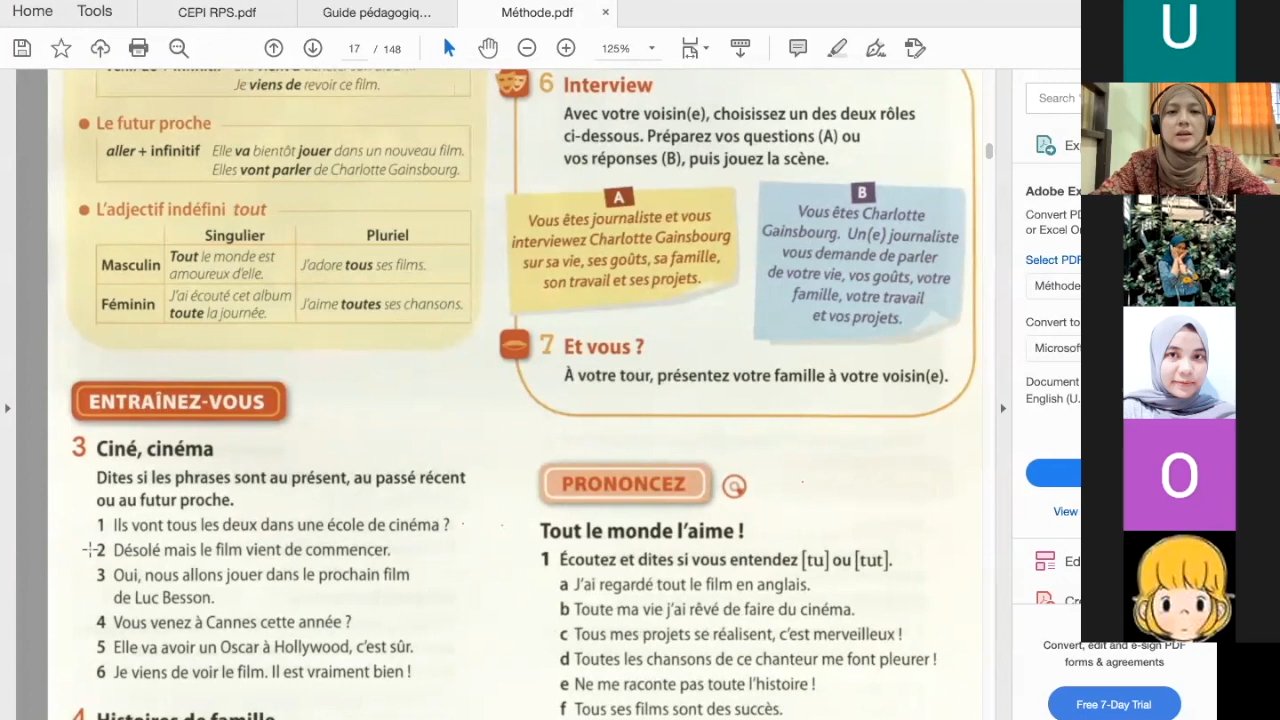 Home Tools CEPI RPS.pdf Guide pédagogiq... Méthode.pdf ×
17 / 148 125%
Je viens de revoir ce film.
Le futur proche
aller + infinitif Elle va bientôt jouer dans un nouveau film.
Elles vont parler de Charlotte Gainsbourg.
L'adjectif indéfini tout
Singulier Pluriel
Masculin Tout le monde est amoureux d'elle. J'adore tous ses films.
Féminin J'ai écouté cet album toute la journée. J'aime toutes ses chansons.
ENTRAÎNEZ-VOUS
3 Ciné, cinéma
Dites si les phrases sont au présent, au passé récent
ou au futur proche.
1 Ils vont tous les deux dans une école de cinéma ?
2 Désolé mais le film vient de commencer.
3 Oui, nous allons jouer dans le prochain film
de Luc Besson.
4 Vous venez à Cannes cette année ?
5 Elle va avoir un Oscar à Hollywood, c'est sûr.
6 Je viens de voir le film. Il est vraiment bien !
4 Histoires de famille
6 Interview
Avec votre voisin(e), choisissez un des deux rôles
ci-dessous. Préparez vos questions (A) ou
vos réponses (B), puis jouez la scène.
A
Vous êtes journaliste et vous
interviewez Charlotte Gainsbourg
sur sa vie, ses goûts, sa famille,
son travail et ses projets.
B
Vous êtes Charlotte
Gainsbourg. Un(e) journaliste
vous demande de parler
de votre vie, vos goûts, votre
famille, votre travail
et vos projets.
7 Et vous ?
À votre tour, présentez votre famille à votre voisin(e).
PRONONCEZ
Tout le monde l'aime !
1 Écoutez et dites si vous entendez [tu] ou [tut].
a J'ai regardé tout le film en anglais.
b Toute ma vie j'ai rêvé de faire du cinéma.
c Tous mes projets se réalisent, c'est merveilleux !
d Toutes les chansons de ce chanteur me font pleurer !
e Ne me raconte pas toute l'histoire !
f Tous ses films sont des succès.
Search
Ex
Adobe Ex
Convert PD
or Excel On
Select PDF
Méthode
Convert to
Microsof
Document
English (U.
View
Ed
Cre
Convert, edit and e-sign PDF
forms & agreements
Free 7-Day Trial
U
O